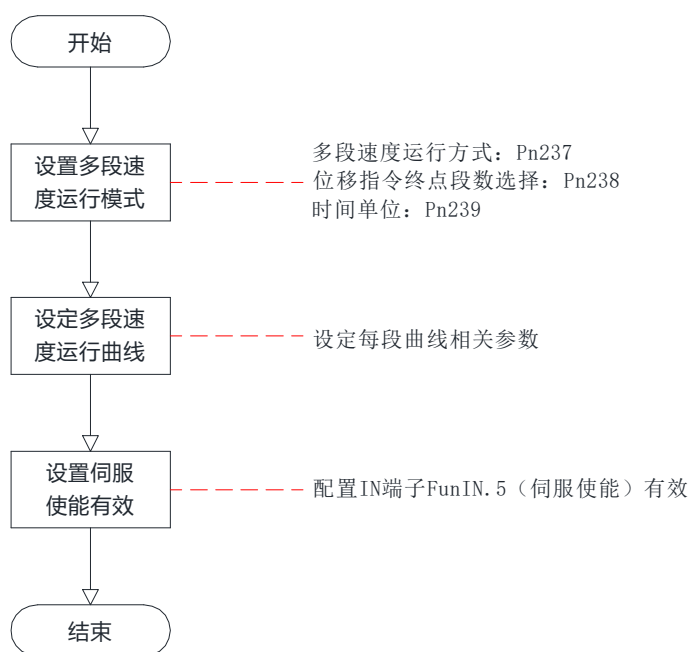 开始
设置多段速
度运行模式
多段速度运行方式：Pn237
位移指令终点段数选择：Pn238
时间单位：Pn239
设定多段速
度运行曲线
设定每段曲线相关参数
设置伺服
使能有效
配置IN端子FunIN.5（伺服使能）有效
结束